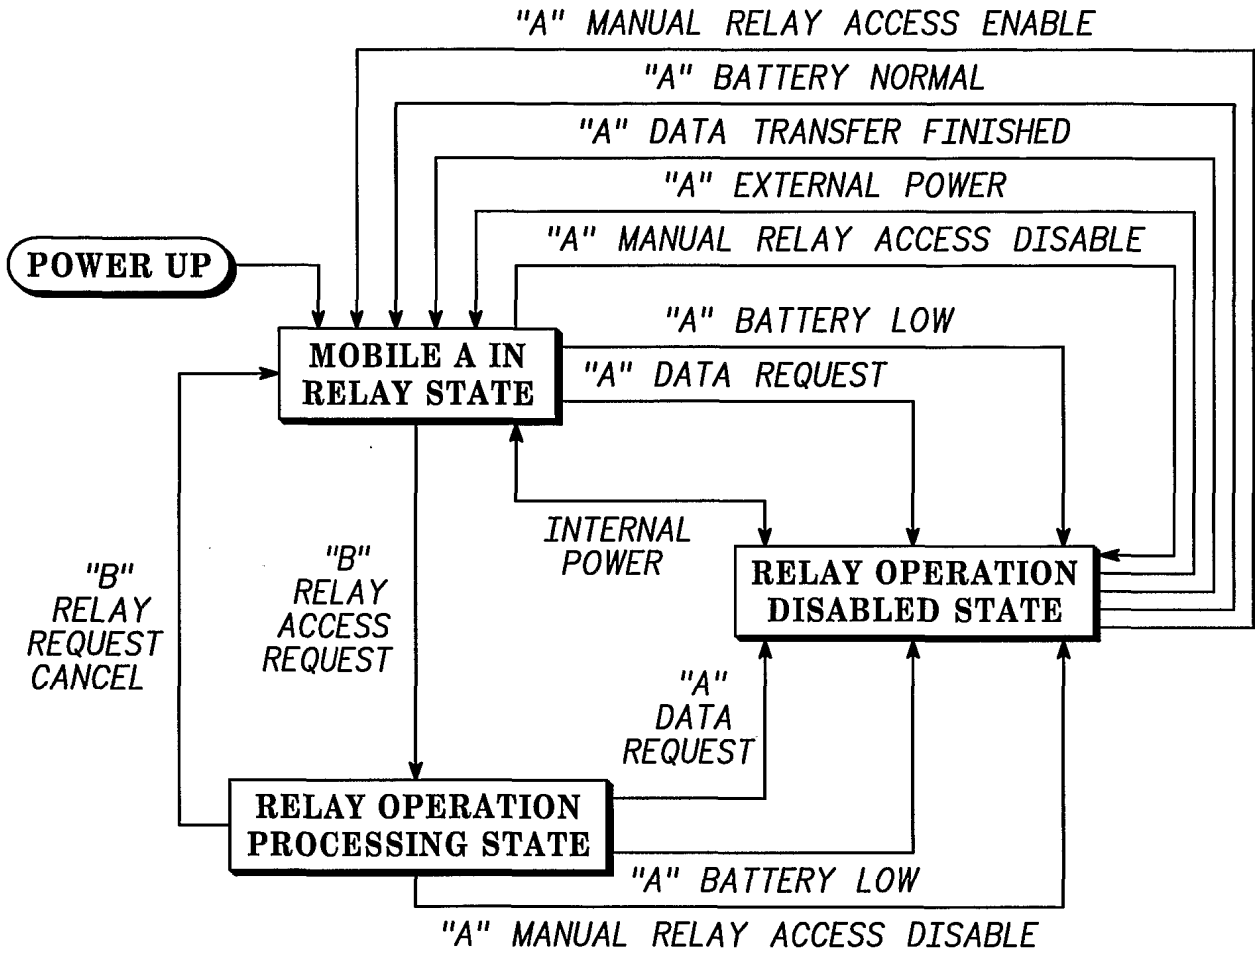 "A" MANUAL RELAY ACCESS ENABLE
"A" BATTERY NORMAL
"A" DATA TRANSFER FINISHED
"A" EXTERNAL POWER
"A" MANUAL RELAY ACCESS DISABLE
POWER UP
"A" BATTERY LOW
MOBILE A IN
RELAY STATE
"A" DATA REQUEST
INTERNAL
POWER
"B"
RELAY
REQUEST
CANCEL
"B"
RELAY
ACCESS
REQUEST
RELAY OPERATION
DISABLED STATE
"A"
DATA
REQUEST
RELAY OPERATION
PROCESSING STATE
"A" BATTERY LOW
"A" MANUAL RELAY ACCESS DISABLE